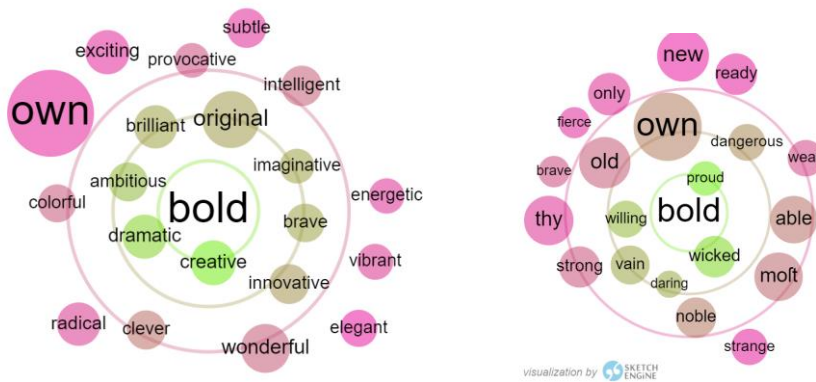 subtle
exciting
provocative
intelligent
own
brilliant
original
imaginative
ambitious
colorful
bold
energetic
dramatic
brave
creative
vibrant
innovative
radical
clever
elegant
wonderful
new
ready
only
fierce
own
dangerous
old
wea
brave
proud
thy
willing
bold
able
strong
vain
wicked
daring
moſt
noble
strange
visualization by SKETCH ENGINE